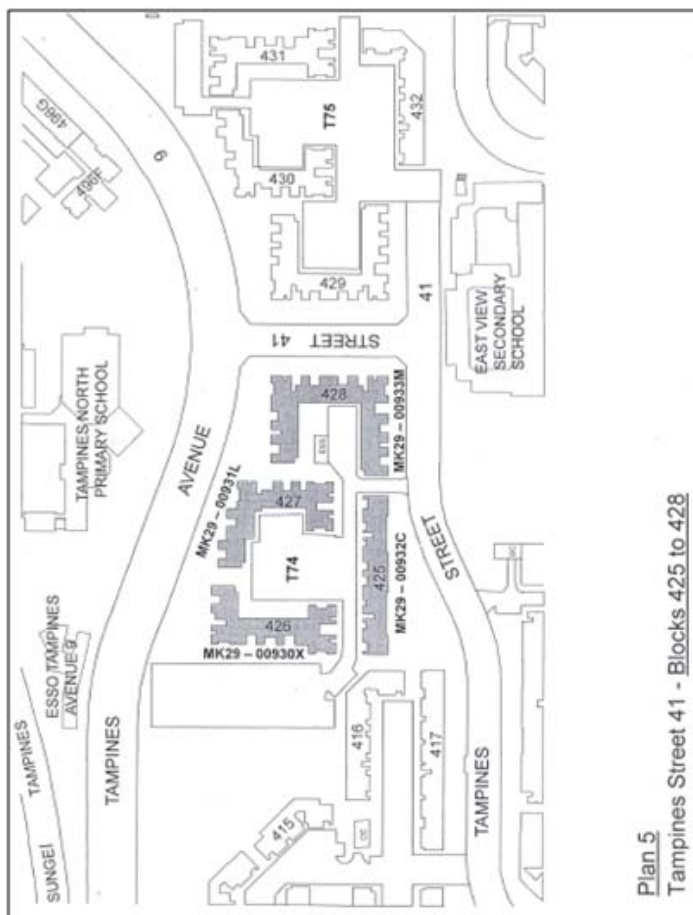 431
432
T75
496G
9
496F
430
429
41
STREET 41
EAST VIEW
SECONDARY
SCHOOL
TAMPINES NORTH
PRIMARY SCHOOL
AVENUE
428
MK29 – 00933M
ESS
MK29 – 00931L
427
T74
425
MK29 – 00932C
STREET
426
MK29 – 00930X
ESSO TAMPINES
AVENUE 9
TAMPINES
SUNGEI
TAMPINES
416
417
415
TAMPINES
Plan 5
Tampines Street 41 - Blocks 425 to 428